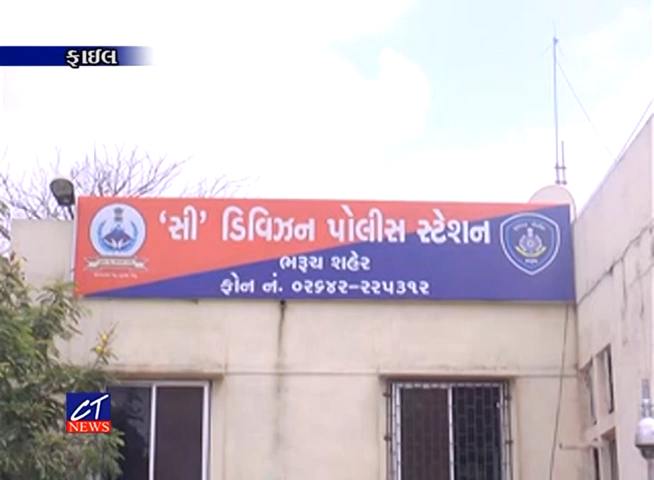 ફાઇલ
'સી' ડિવિઝન પોલીસ સ્ટેશન
ભરૂચ શહેર
ફોન નં. ૦૨૬૪૨-૨૨૫૩૧૨
CT
NEWS